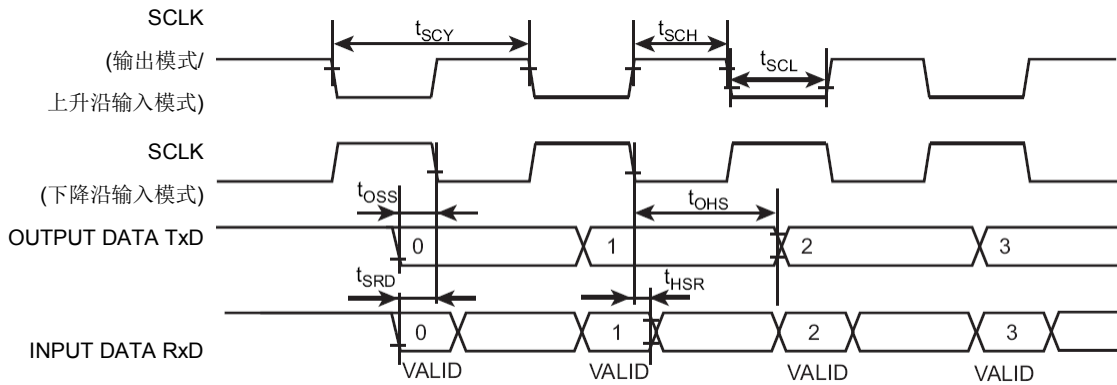 SCLK
(输出模式/
上升沿输入模式)
tSCY
tSCH
tSCL
SCLK
(下降沿输入模式)
tOSS
tOHS
OUTPUT DATA TxD
0
1
2
3
tSRD
tHSR
INPUT DATA RxD
0
1
2
3
VALID
VALID
VALID
VALID